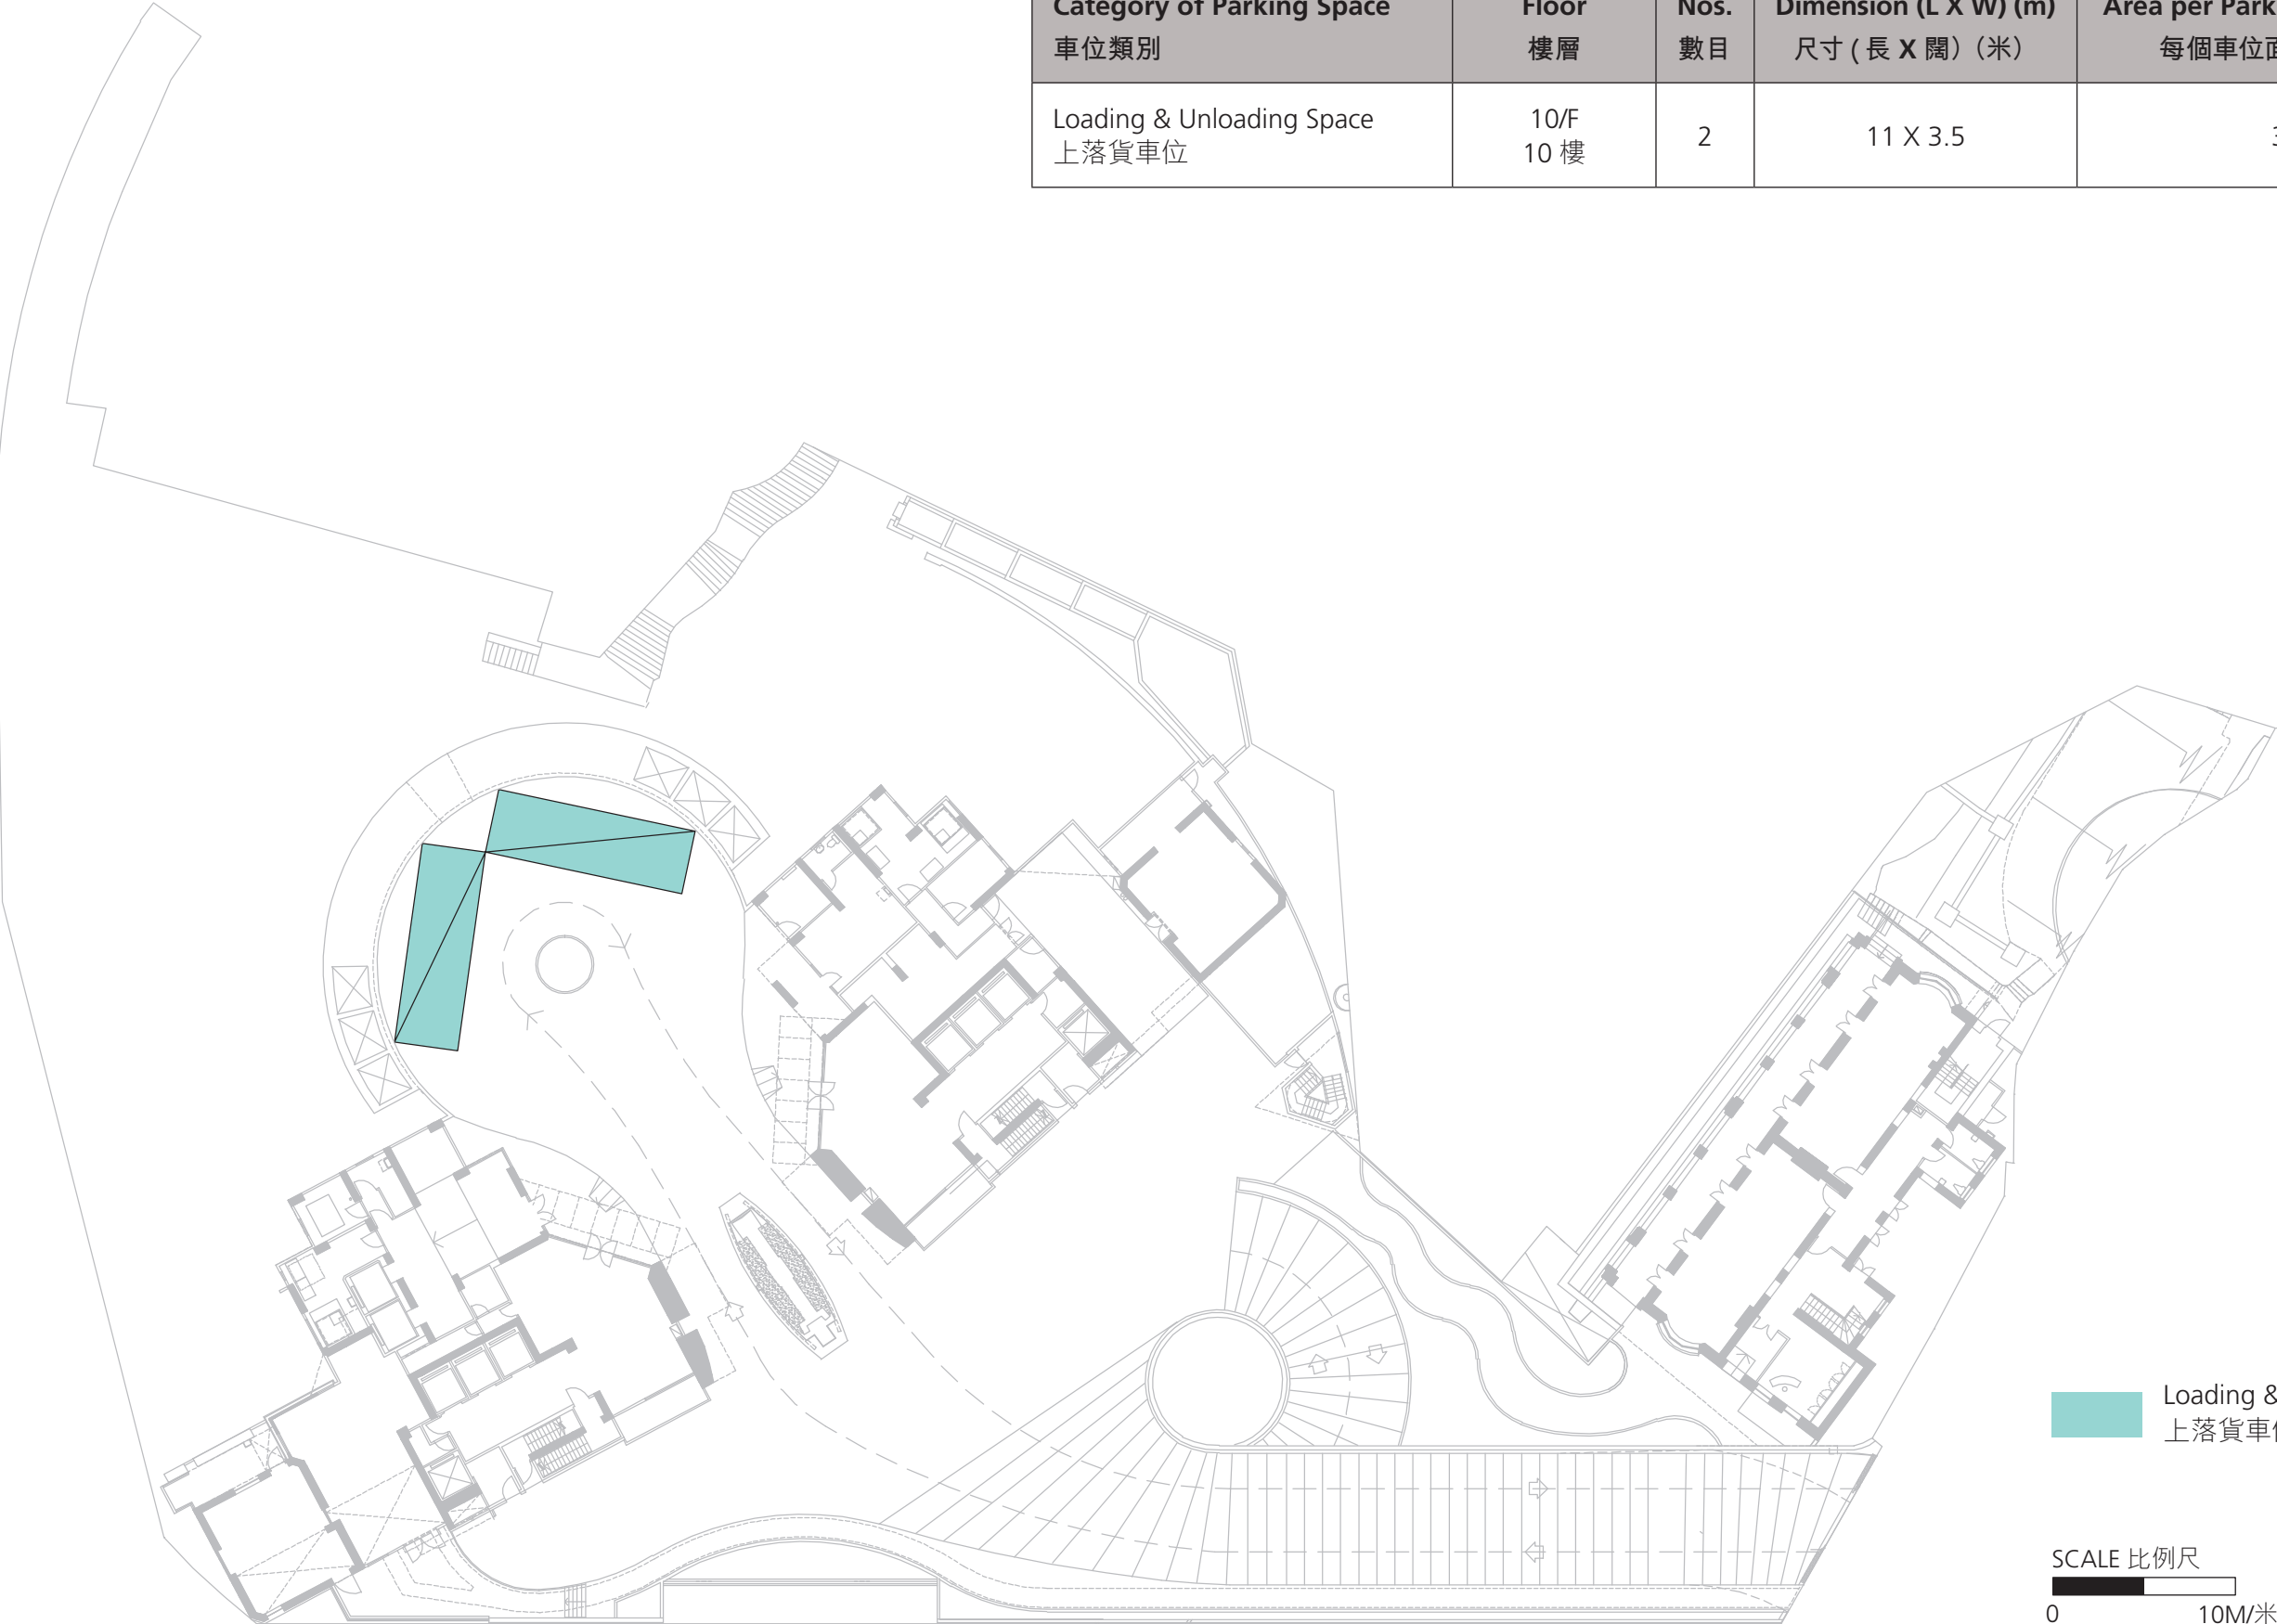 Category of Parking Space
車位類別
Floor
樓層
Nos.
數目
Dimension (L X W) (m)
尺寸 ( 長 X 闊)（米）
Area per
每個車位
Loading & Unloading Space
上落貨車位
10/F
10 樓
2
11 X 3.5
Loading &
上落貨車
SCALE 比例尺
0 10M/米